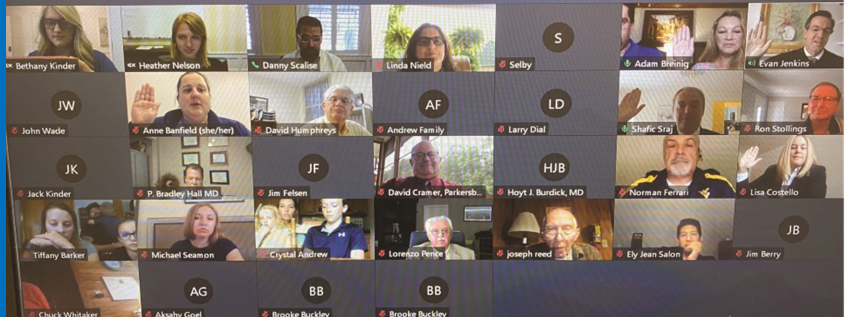 Bethany Kinder
Heather Nelson
Danny Scalise
Linda Nield
S
Selby
Adam Breinig
Evan Jenkins
JW
John Wade
Anne Banfield (she/her)
David Humphreys
AF
Andrew Family
LD
Larry Dial
Shafic Sraj
Ron Stollings
JK
Jack Kinder
P. Bradley Hall MD
JF
Jim Felsen
David Cramer, Parkersb...
HJB
Hoyt J. Burdick, MD
Norman Ferrari
Lisa Costello
Tiffany Barker
Michael Seamon
Crystal Andrew
Lorenzo Pence
joseph reed
Ely Jean Salon
JB
Jim Berry
Chuck Whitaker
AG
Aksahy Goel
BB
Brooke Buckley
BB
Brooke Buckley